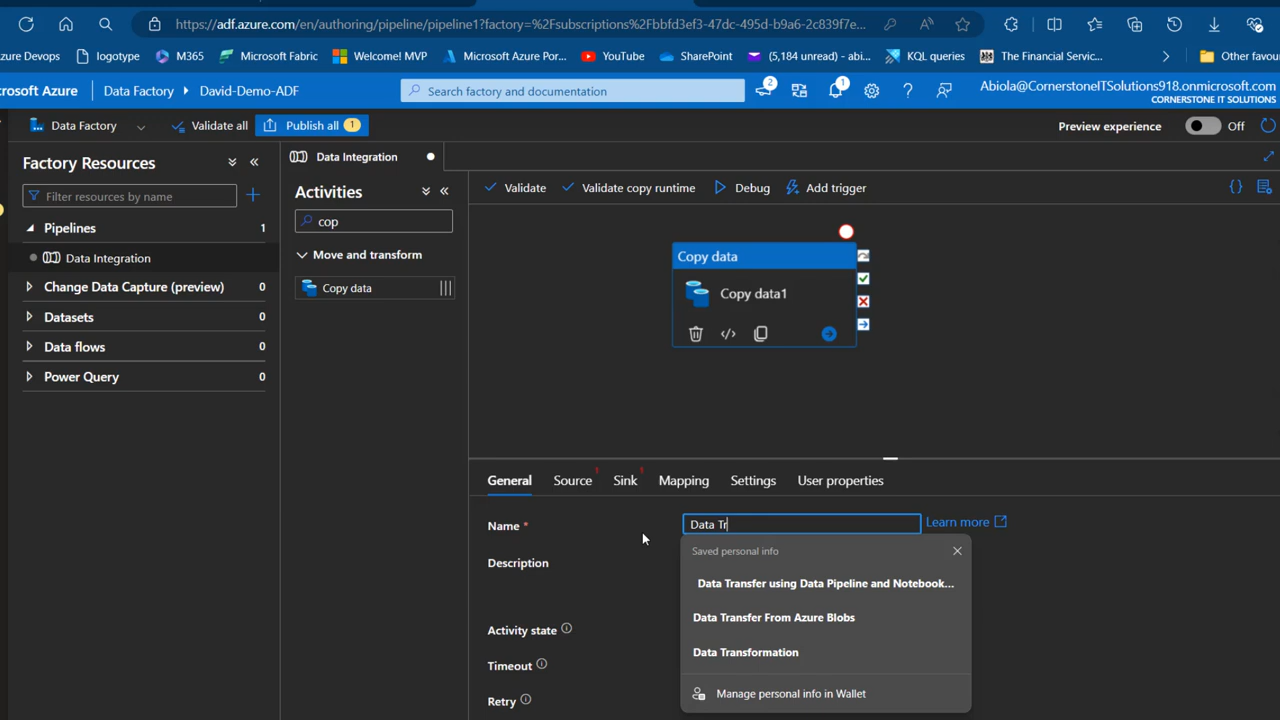 https://adf.azure.com/en/authoring/pipeline/pipeline1?factory=%2Fsubscriptions%2Fbbfd3ef3-47dc-495d-b9a6-2c839f7e...
Azure Devops
logotype
M365
Microsoft Fabric
Welcome! MVP
Microsoft Azure Por...
YouTube
SharePoint
(5,184 unread) - abi...
KQL queries
The Financial Servic...
Other favou
rosoft Azure
Data Factory
David-Demo-ADF
Search factory and documentation
2
1
Abiola@CornerstoneITSolutions918.onmicrosoft.com
CORNERSTONE IT SOLUTIONS
Data Factory
Validate all
Publish all 1
Preview experience
Off
Factory Resources
Filter resources by name
Pipelines 1
Data Integration
Change Data Capture (preview) 0
Datasets 0
Data flows 0
Power Query 0
Data Integration
Activities
cop
Move and transform
Copy data
Validate
Validate copy runtime
Debug
Add trigger
Copy data
Copy data1
General
Source 1
Sink 1
Mapping
Settings
User properties
Name *
Data Tr
Learn more
Description
Activity state
Timeout
Retry
Saved personal info
Data Transfer using Data Pipeline and Notebook...
Data Transfer From Azure Blobs
Data Transformation
Manage personal info in Wallet